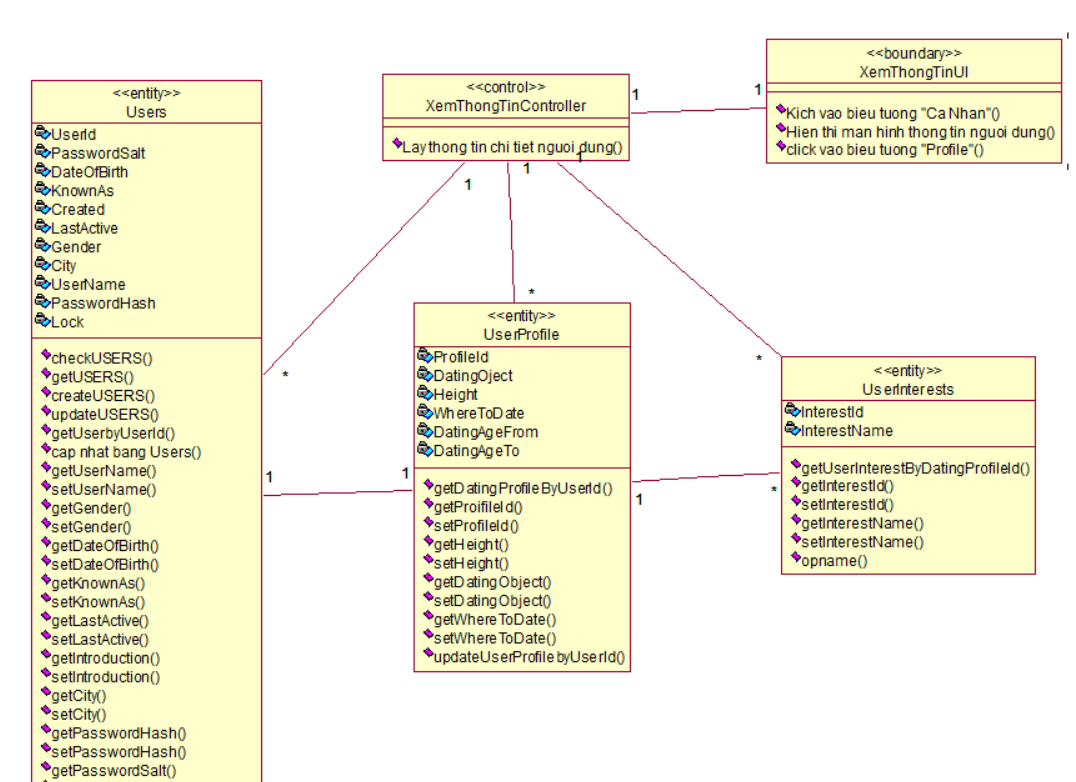 <<entity>>
Users
UserId
PasswordSalt
DateOfBirth
KnownAs
Created
LastActive
Gender
City
UserName
PasswordHash
Lock
checkUSERS()
getUSERS()
createUSERS()
updateUSERS()
getUserbyUserId()
cap nhat bang Users()
getUserName()
setUserName()
getGender()
setGender()
getDateOfBirth()
setDateOfBirth()
getKnownAs()
setKnownAs()
getLastActive()
setLastActive()
getIntroduction()
setIntroduction()
getCity()
setCity()
getPasswordHash()
setPasswordHash()
getPasswordSalt()
<<control>>
XemThongTinController
Lay thong tin chi tiet nguoi dung()
<<boundary>>
XemThongTinUI
Kich vao bieu tuong "Ca Nhan"()
Hien thi man hinh thong tin nguoi dung()
click vao bieu tuong "Profile"()
1
1
1
1
1
*
*
*
<<entity>>
UserProfile
ProfileId
DatingOject
Height
WhereToDate
DatingAgeFrom
DatingAgeTo
getDatingProfileByUserId()
getProifileId()
setProfileId()
getHeight()
setHeight()
getDatingObject()
setDatingObject()
getWhereToDate()
setWhereToDate()
updateUserProfilebyUserId()
1
1
1
*
<<entity>>
UserInterests
InterestId
InterestName
getUserInterestByDatingProfileId()
getInterestId()
setInterestId()
getInterestName()
setInterestName()
opname()